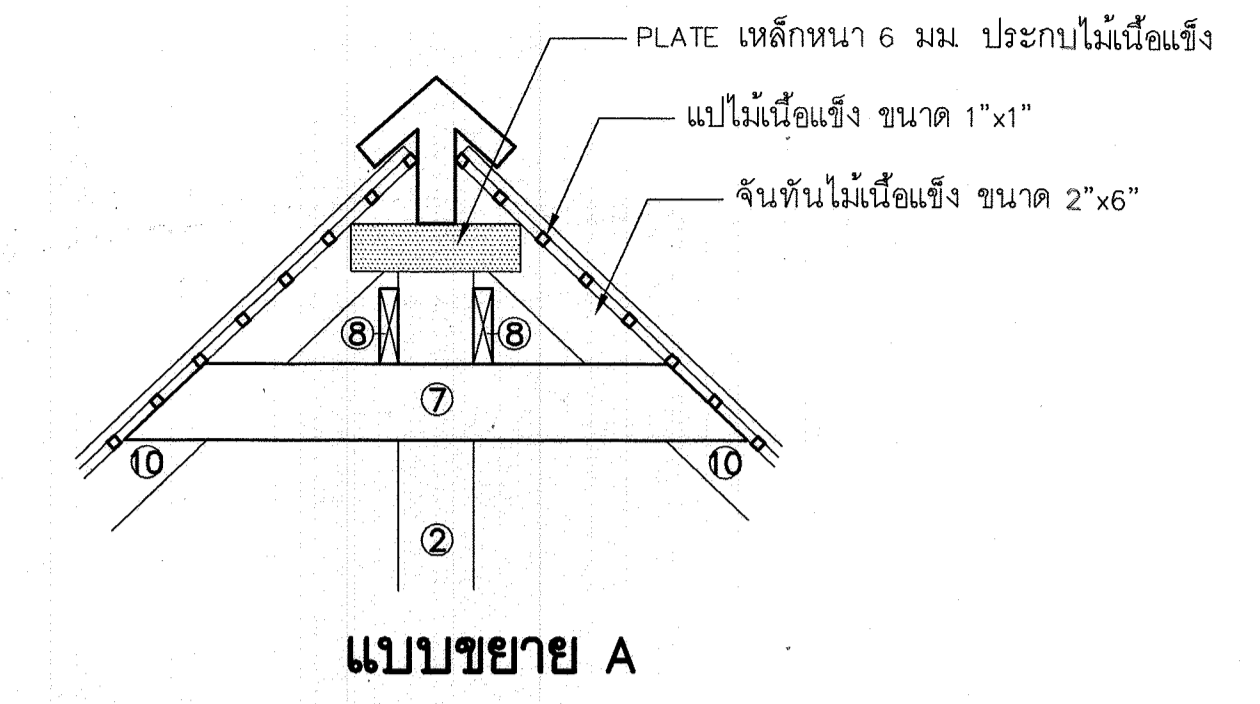 PLATE เหล็กหนา 6 มม. ประกบไม้เนื้อแข็ง
แปไม้เนื้อแข็ง ขนาด 1"x1"
จันทันไม้เนื้อแข็ง ขนาด 2"x6"
8 8
7
10 10
2
แบบขยาย A